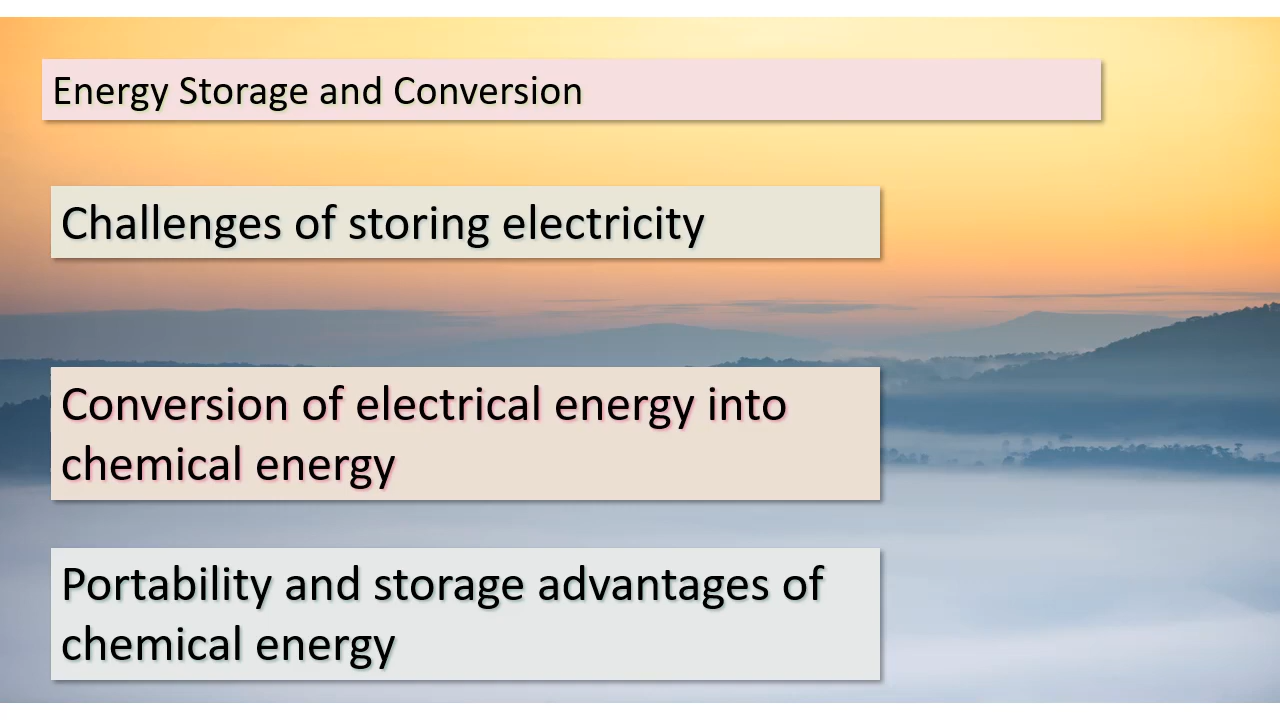 Energy Storage and Conversion
Challenges of storing electricity
Conversion of electrical energy into
chemical energy
Portability and storage advantages of
chemical energy